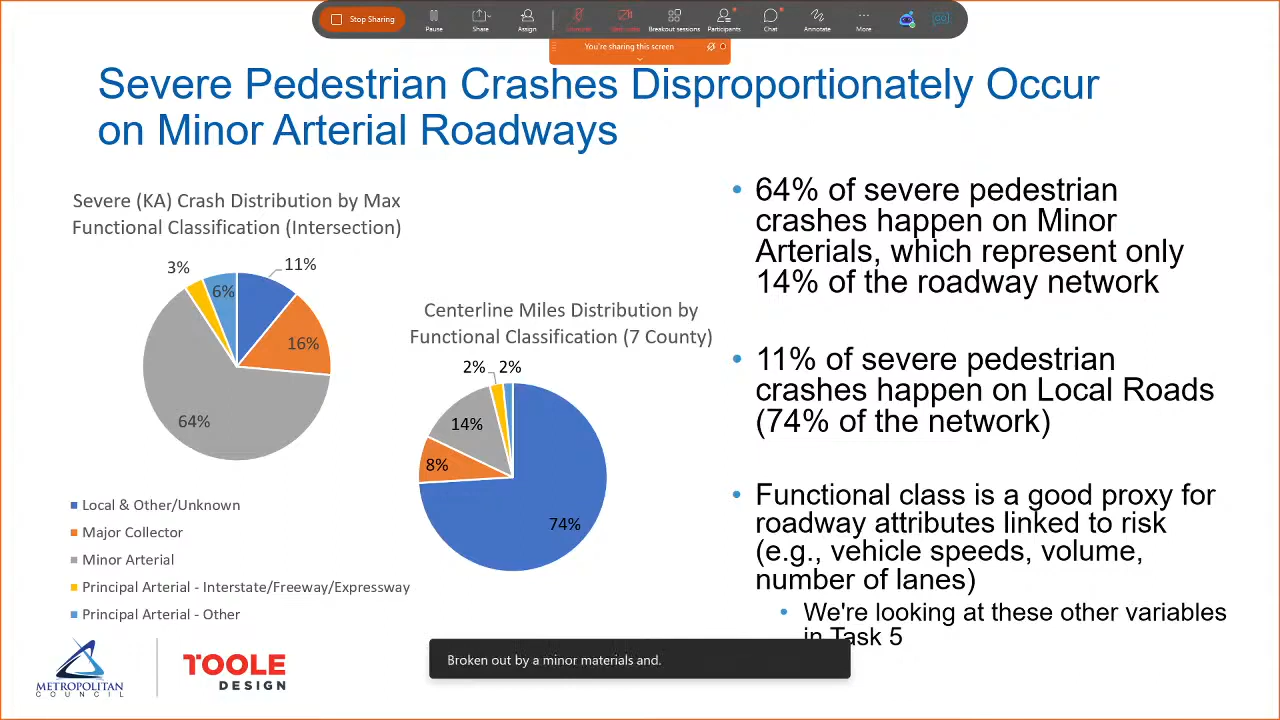 Stop Sharing
Pause
Share
Assign
Breakout sessions
Participants
Chat
Annotate
More
You're sharing this screen
Severe Pedestrian Crashes Disproportionately Occur
on Minor Arterial Roadways
Severe (KA) Crash Distribution by Max
Functional Classification (Intersection)
3%
6%
11%
16%
64%
Centerline Miles Distribution by
Functional Classification (7 County)
2%
2%
14%
8%
74%
Local & Other/Unknown
Major Collector
Minor Arterial
Principal Arterial - Interstate/Freeway/Expressway
Principal Arterial - Other
• 64% of severe pedestrian
crashes happen on Minor
Arterials, which represent only
14% of the roadway network
• 11% of severe pedestrian
crashes happen on Local Roads
(74% of the network)
• Functional class is a good proxy for
roadway attributes linked to risk
(e.g., vehicle speeds, volume,
number of lanes)
• We're looking at these other variables
in Task 5
METROPOLITAN
COUNCIL
TOOLE
DESIGN
Broken out by a minor materials and.